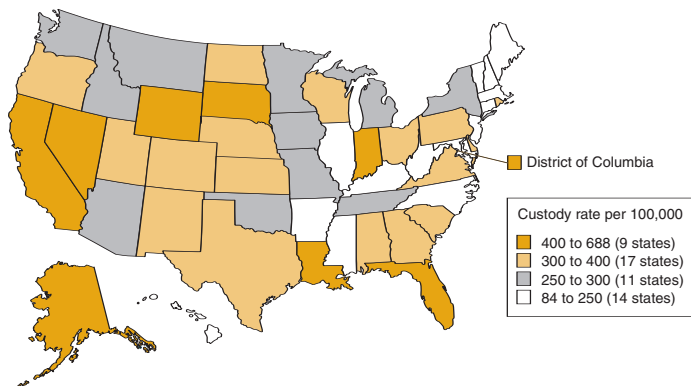 District of Columbia
Custody rate per 100,000
400 to 688 (9 states)
300 to 400 (17 states)
250 to 300 (11 states)
84 to 250 (14 states)